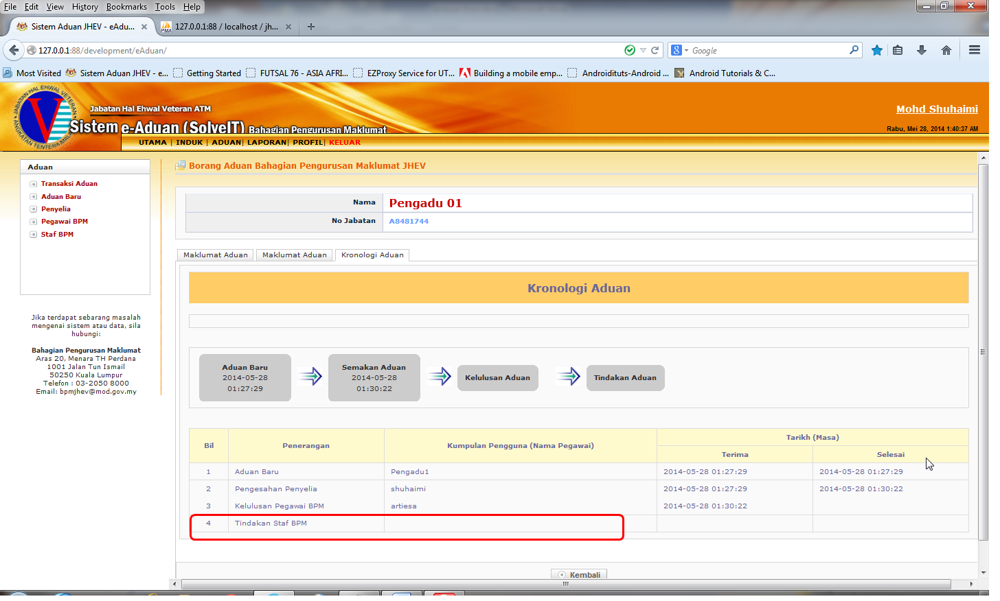 File Edit View History Bookmarks Tools Help
Sistem Aduan JHEV - eAdu... × 127.0.0.1:88 / localhost / jh... × +
127.0.0.1:88/development/eAduan/ Google
Most Visited Sistem Aduan JHEV - e... Getting Started FUTSAL 76 - ASIA AFRI... EZProxy Service for UT... Building a mobile emp... Androidituts-Android ... Android Tutorials & C...
JABATAN HAL EHWAL VETERAN
ANGKATAN TENTERA
V
Jabatan Hal Ehwal Veteran ATM
Sistem e-Aduan (SolveIT) Bahagian Pengurusan Maklumat
Mohd Shuhaimi
Rabu, Mei 28, 2014 1:40:37 AM
UTAMA | INDUK | ADUAN| LAPORAN| PROFIL| KELUAR
Aduan
Transaksi Aduan
Aduan Baru
Penyelia
Pegawai BPM
Staf BPM
Jika terdapat sebarang masalah
mengenai sistem atau data, sila
hubungi:
Bahagian Pengurusan Maklumat
Aras 20, Menara TH Perdana
1001 Jalan Tun Ismail
50250 Kuala Lumpur
Telefon : 03-2050 8000
Email: bpmjhev@mod.gov.my
Borang Aduan Bahagian Pengurusan Maklumat JHEV
Nama Pengadu 01
No Jabatan A8481744
Maklumat Aduan Maklumat Aduan Kronologi Aduan
Kronologi Aduan
Aduan Baru
2014-05-28
01:27:29
Semakan Aduan
2014-05-28
01:30:22
Kelulusan Aduan
Tindakan Aduan
Bil Penerangan Kumpulan Pengguna (Nama Pegawai) Tarikh (Masa)
Terima Selesai
1 Aduan Baru Pengadu1 2014-05-28 01:27:29 2014-05-28 01:27:29
2 Pengesahan Penyelia shuhaimi 2014-05-28 01:27:29 2014-05-28 01:30:22
3 Kelulusan Pegawai BPM artiesa 2014-05-28 01:30:22
4 Tindakan Staf BPM
Kembali